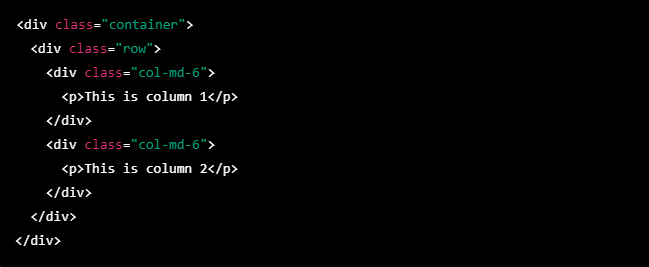 <div class="container">
  <div class="row">
    <div class="col-md-6">
      <p>This is column 1</p>
    </div>
    <div class="col-md-6">
      <p>This is column 2</p>
    </div>
  </div>
</div>